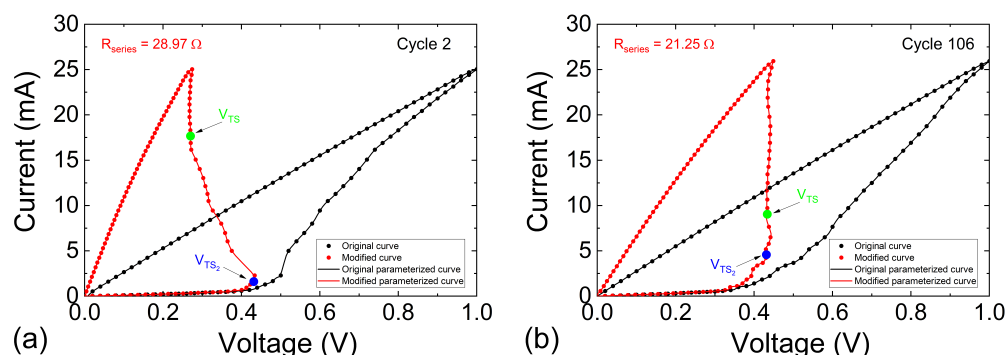 R_series = 28.97 Ω
Cycle 2
V_TS
V_TS2
Original curve
Modified curve
Original parameterized curve
Modified parameterized curve
Current (mA)
30
25
20
15
10
5
0
0.0 0.2 0.4 0.6 0.8 1.0
Voltage (V)
(a)
R_series = 21.25 Ω
Cycle 106
V_TS
V_TS2
Original curve
Modified curve
Original parameterized curve
Modified parameterized curve
Current (mA)
30
25
20
15
10
5
0
0.0 0.2 0.4 0.6 0.8 1.0
Voltage (V)
(b)